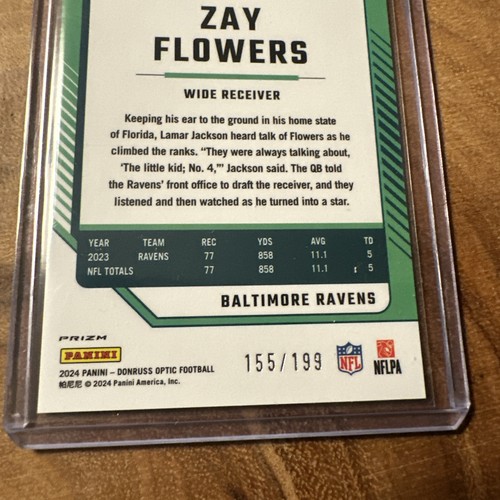 ZAY
FLOWERS
WIDE RECEIVER
Keeping his ear to the ground in his home state
of Florida, Lamar Jackson heard talk of Flowers as he
climbed the ranks. “They were always talking about,
‘The little kid; No. 4,’” Jackson said. The QB told
the Ravens’ front office to draft the receiver, and they
listened and then watched as he turned into a star.
YEAR TEAM REC YDS AVG TD
2023 RAVENS 77 858 11.1 5
NFL TOTALS 77 858 11.1 5
BALTIMORE RAVENS
PRIZM
PANINI
2024 PANINI – DONRUSS OPTIC FOOTBALL
帕尼尼 © 2024 Panini America, Inc.
155/199
NFL
NFLPA